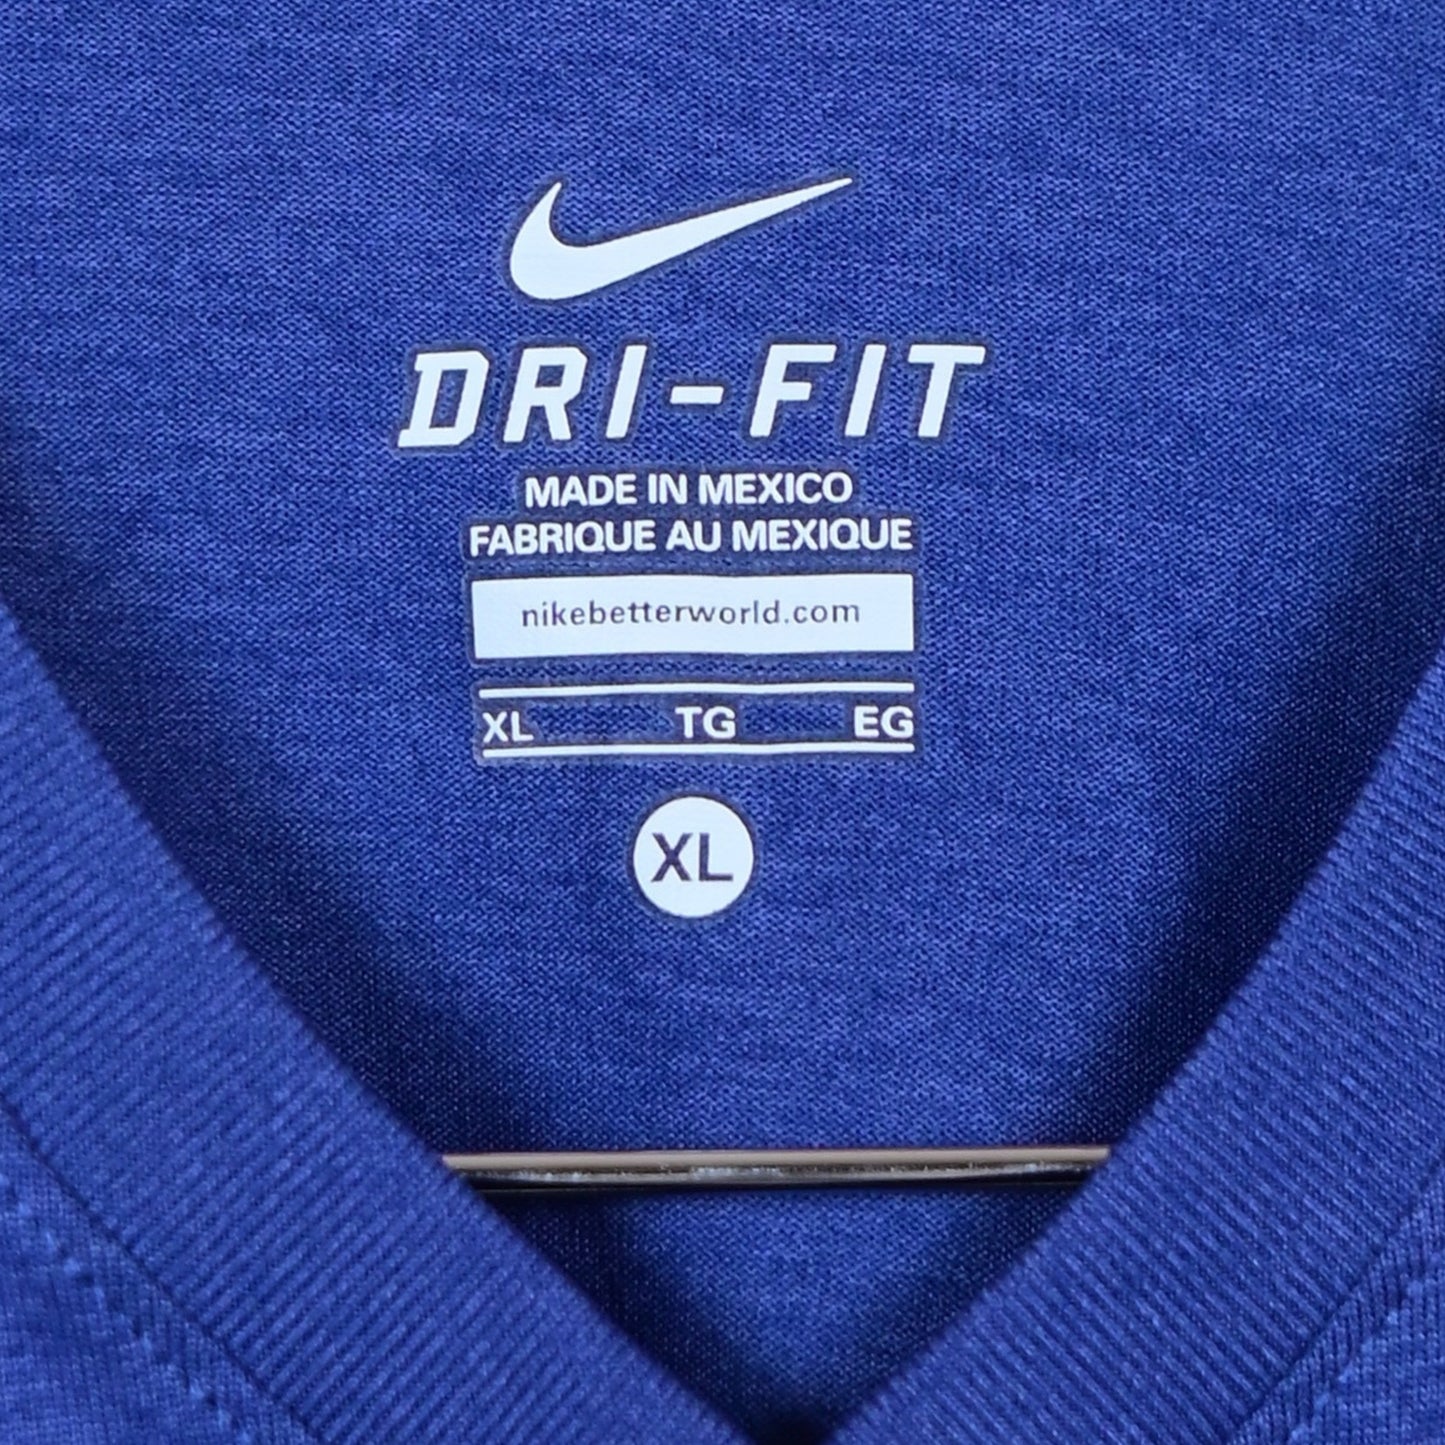 DRI-FIT
MADE IN MEXICO
FABRIQUE AU MEXIQUE
nikebetterworld.com
XL TG EG
XL